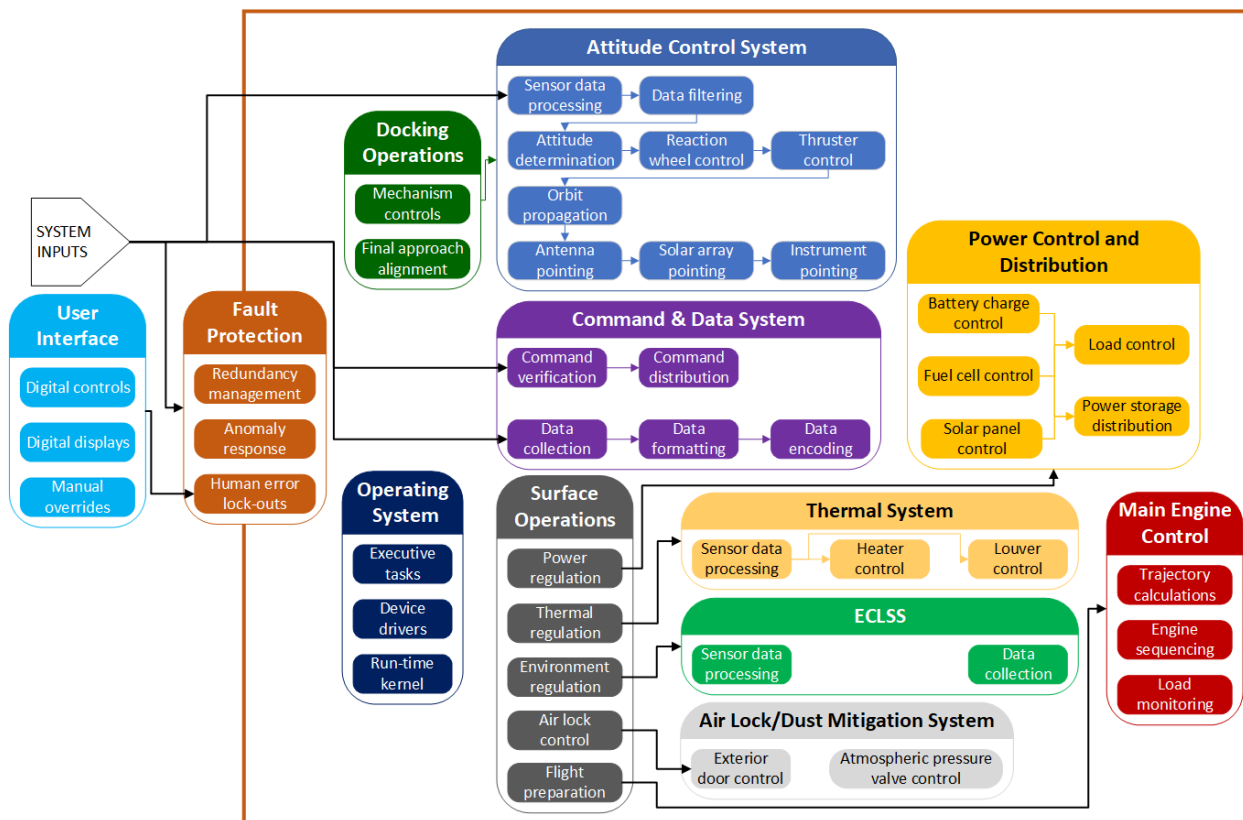 Attitude Control System
Sensor data
processing
Data filtering
Attitude
determination
Reaction
wheel control
Thruster
control
Orbit
propagation
Antenna
pointing
Solar array
pointing
Instrument
pointing
Docking
Operations
Mechanism
controls
Final approach
alignment
SYSTEM
INPUTS
User
Interface
Digital controls
Digital displays
Manual
overrides
Fault
Protection
Redundancy
management
Anomaly
response
Human error
lock-outs
Command & Data System
Command
verification
Command
distribution
Data
collection
Data
formatting
Data
encoding
Power Control and
Distribution
Battery charge
control
Load control
Fuel cell control
Power storage
distribution
Solar panel
control
Operating
System
Executive
tasks
Device
drivers
Run-time
kernel
Surface
Operations
Power
regulation
Thermal
regulation
Environment
regulation
Air lock
control
Flight
preparation
Thermal System
Sensor data
processing
Heater
control
Louver
control
ECLSS
Sensor data
processing
Data
collection
Air Lock/Dust Mitigation System
Exterior
door control
Atmospheric pressure
valve control
Main Engine
Control
Trajectory
calculations
Engine
sequencing
Load
monitoring